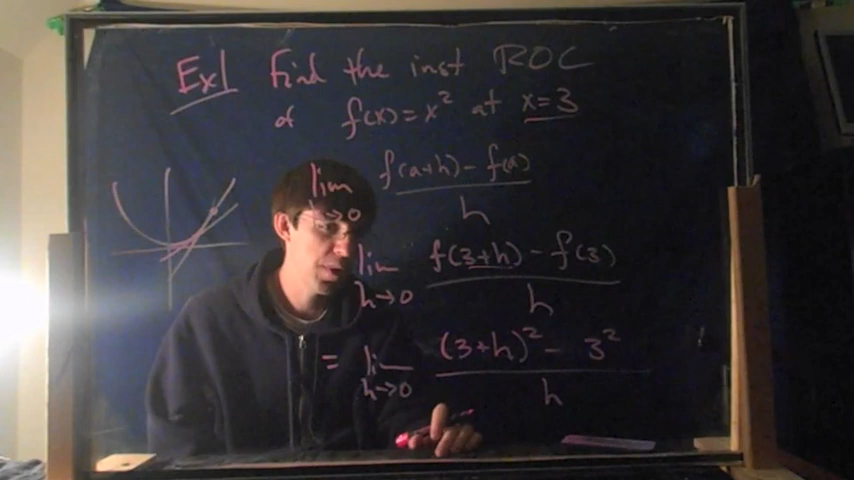 Ex1 Find the inst ROC
of f(x)=x² at x=3
lim h→0 f(a+h)-f(a) / h
lim h→0 f(3+h)-f(3) / h
= lim h→0 (3+h)² - 3² / h